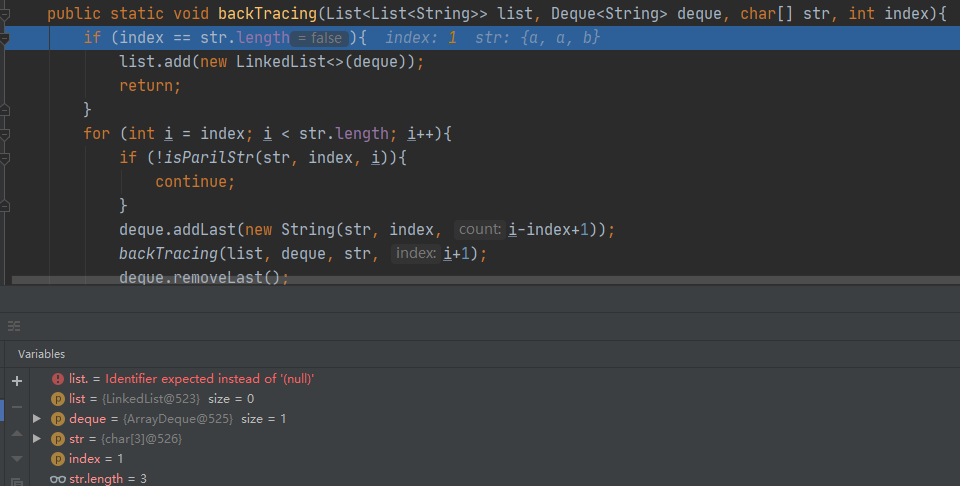 public static void backTracing(List<List<String>> list, Deque<String> deque, char[] str, int index){
if (index == str.length = false ){ index: 1 str: {a, a, b}
list.add(new LinkedList<>(deque));
return;
}
for (int i = index; i < str.length; i++){
if (!isParilStr(str, index, i)){
continue;
}
deque.addLast(new String(str, index, count: i-index+1));
backTracing(list, deque, str, index: i+1);
deque.removeLast();
Variables
list. = Identifier expected instead of '(null)'
list = {LinkedList@523} size = 0
deque = {ArrayDeque@525} size = 1
str = {char[3]@526}
index = 1
str.length = 3